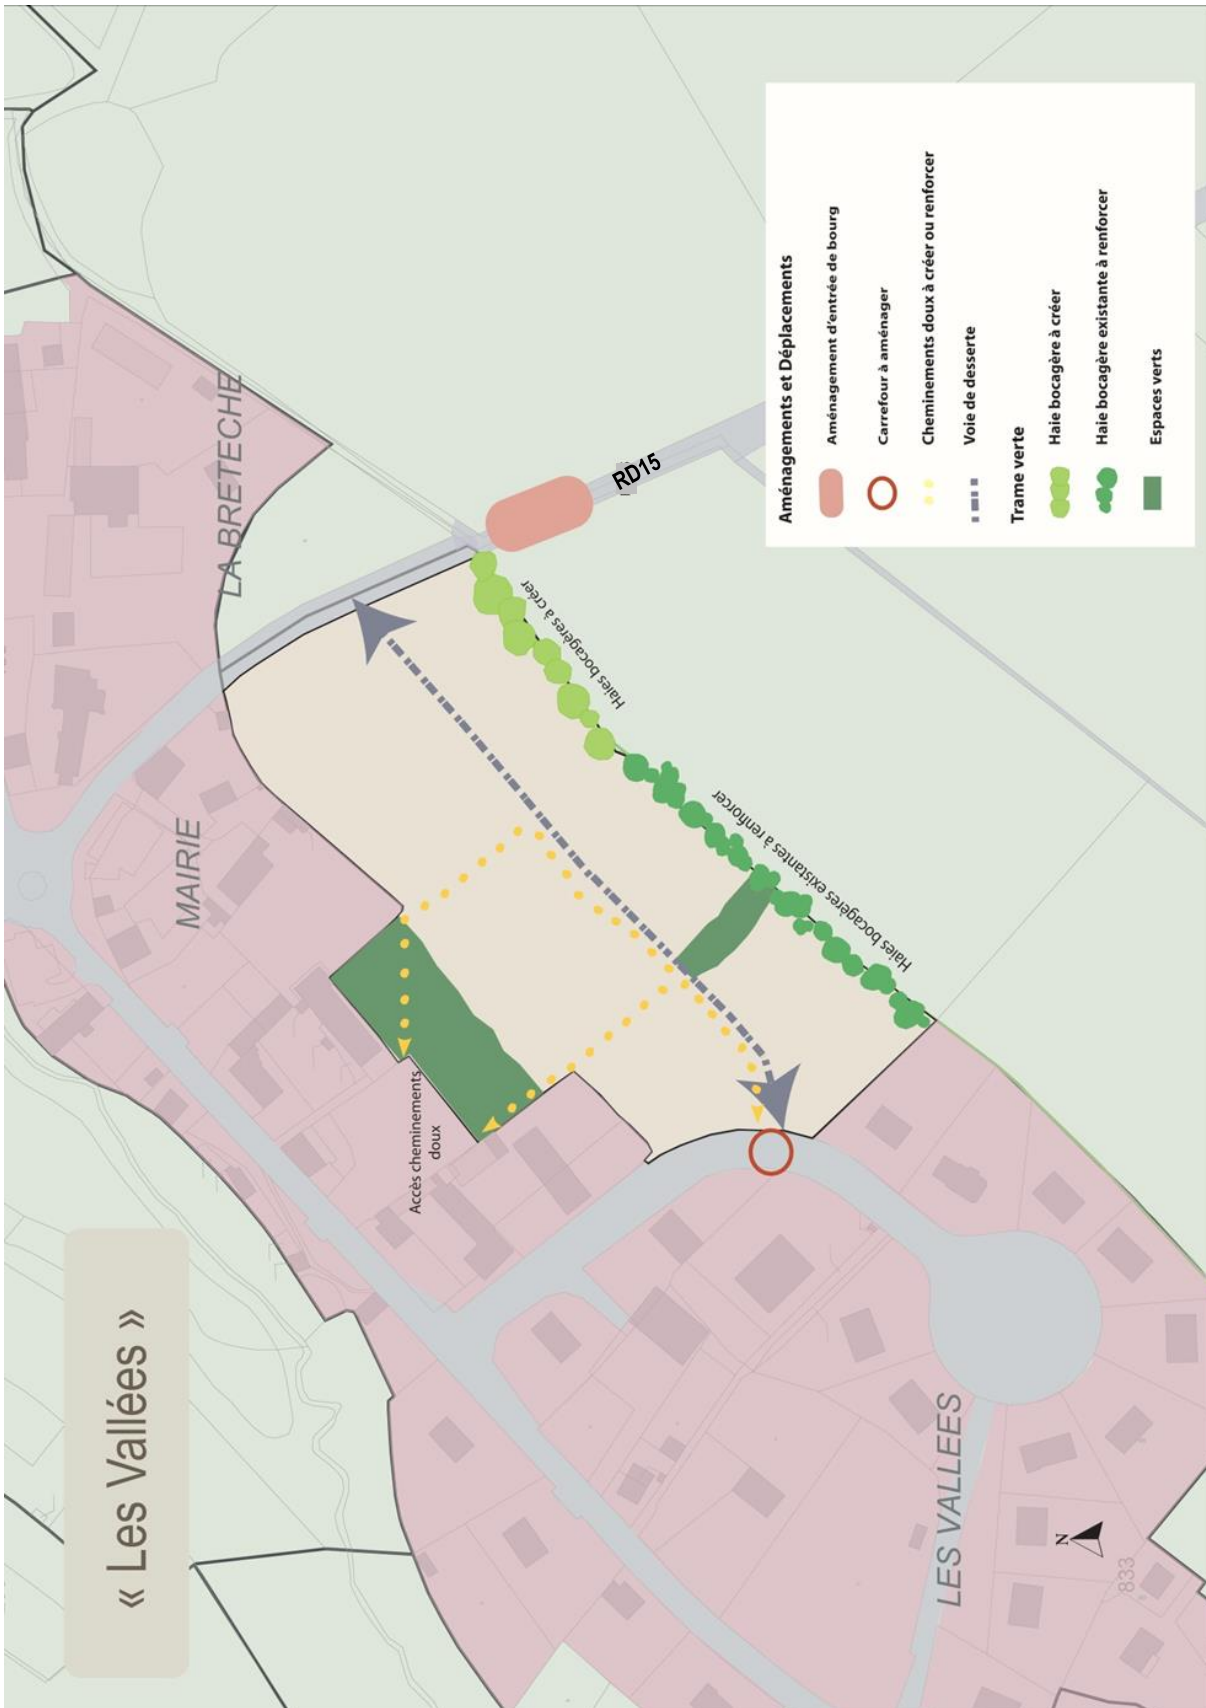 « Les Vallées »
LA BRETECHE
MAIRIE
RD15
Haies bocagères à créer
Haies bocagères existantes à renforcer
Accès cheminements
doux
LES VALLEES
833
N
Aménagements et Déplacements
Aménagement d'entrée de bourg
Carrefour à aménager
Cheminements doux à créer ou renforcer
Voie de desserte
Trame verte
Haie bocagère à créer
Haie bocagère existante à renforcer
Espaces verts